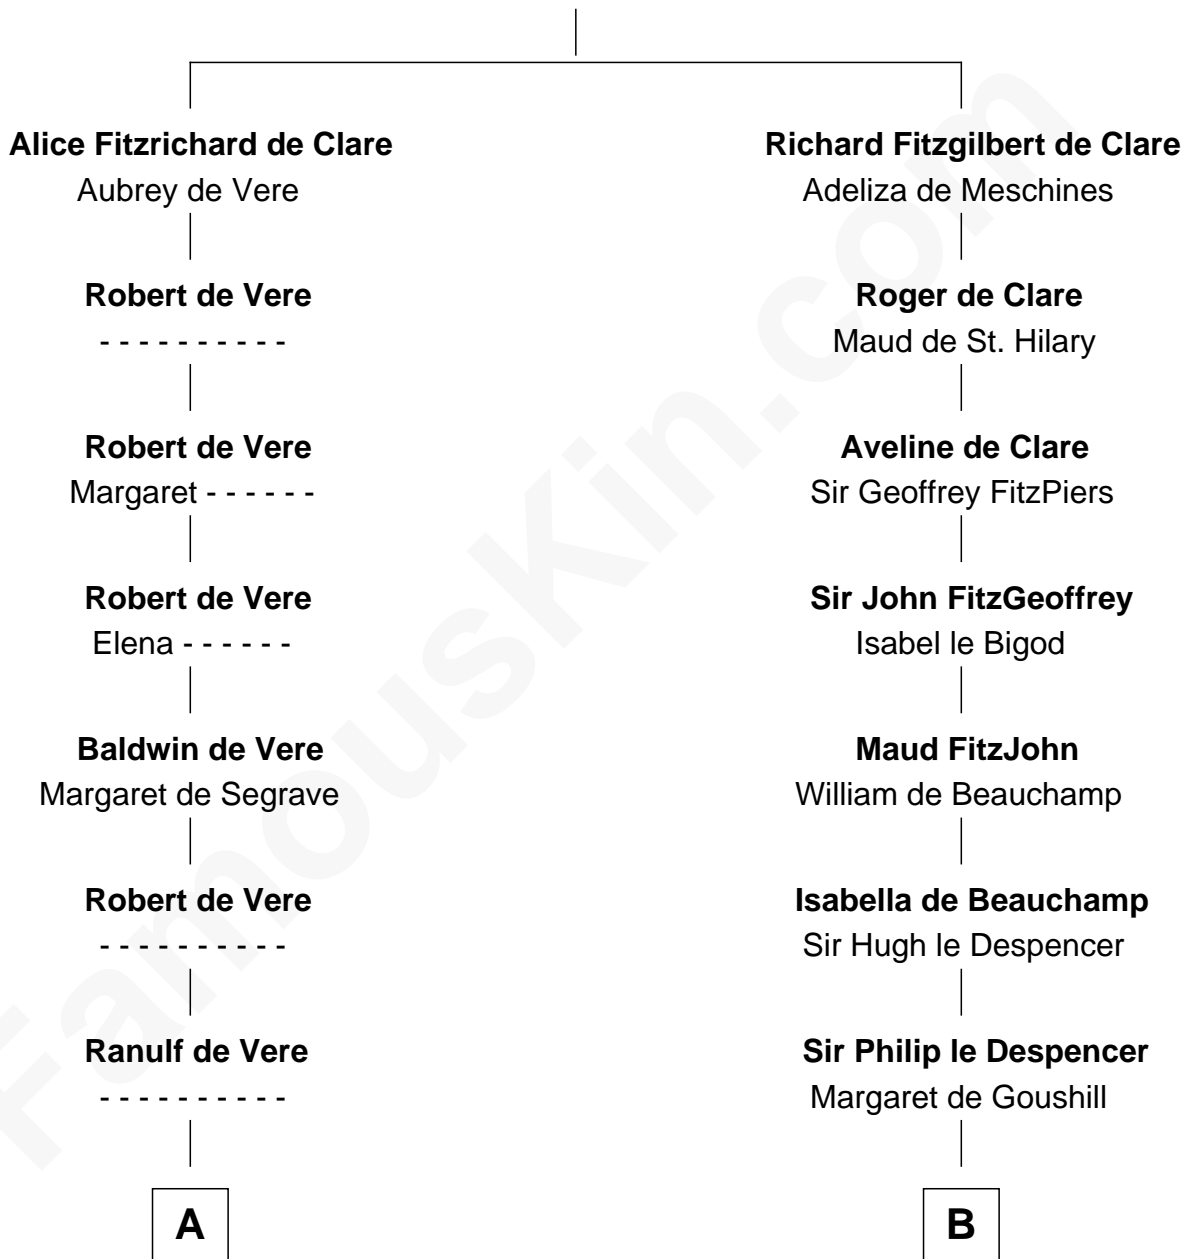 Alice Fitzrichard de Clare
Aubrey de Vere
Robert de Vere
- - - - - - - - - -
Robert de Vere
Margaret - - - - - -
Robert de Vere
Elena - - - - - -
Baldwin de Vere
Margaret de Segrave
Robert de Vere
- - - - - - - - - -
Ranulf de Vere
- - - - - - - - - -
A
Richard Fitzgilbert de Clare
Adeliza de Meschines
Roger de Clare
Maud de St. Hilary
Aveline de Clare
Sir Geoffrey FitzPiers
Sir John FitzGeoffrey
Isabel le Bigod
Maud FitzJohn
William de Beauchamp
Isabella de Beauchamp
Sir Hugh le Despencer
Sir Philip le Despencer
Margaret de Goushill
B
FamousKin.com